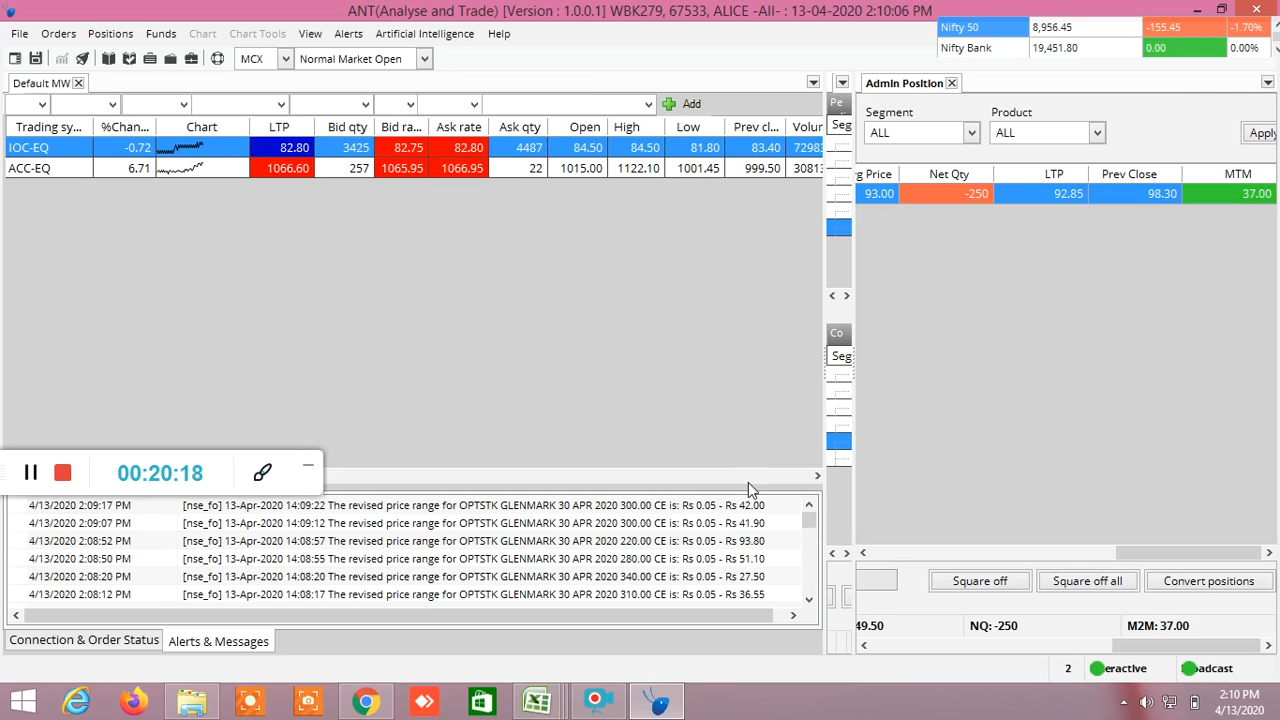 ANT(Analyse and Trade) [Version : 1.0.0.1] WBK279, 67533, ALICE -All- : 13-04-2020 2:10:06 PM
File Orders Positions Funds Chart Chart Tools View Alerts Artificial Intelligence Help
Nifty 50 8,956.45 -155.45 -1.70%
Nifty Bank 19,451.80 0.00 0.00%
MCX Normal Market Open
Default MW
Admin Position
Add
Pe
Seg
Segment Product
ALL ALL Apply
Trading sy... %Chan... Chart LTP Bid qty Bid ra... Ask rate Ask qty Open High Low Prev cl... Volur
IOC-EQ -0.72 82.80 3425 82.75 82.80 4487 84.50 84.50 81.80 83.40 72983
ACC-EQ 6.71 1066.60 257 1065.95 1066.95 22 1015.00 1122.10 1001.45 999.50 30813
g Price Net Qty LTP Prev Close MTM
93.00 -250 92.85 98.30 37.00
Co
Seg
00:20:18
4/13/2020 2:09:17 PM [nse_fo] 13-Apr-2020 14:09:22 The revised price range for OPTSTK GLENMARK 30 APR 2020 300.00 CE is: Rs 0.05 - Rs 42.00
4/13/2020 2:09:07 PM [nse_fo] 13-Apr-2020 14:09:12 The revised price range for OPTSTK GLENMARK 30 APR 2020 300.00 CE is: Rs 0.05 - Rs 41.90
4/13/2020 2:08:52 PM [nse_fo] 13-Apr-2020 14:08:57 The revised price range for OPTSTK GLENMARK 30 APR 2020 220.00 CE is: Rs 0.05 - Rs 93.80
4/13/2020 2:08:50 PM [nse_fo] 13-Apr-2020 14:08:55 The revised price range for OPTSTK GLENMARK 30 APR 2020 280.00 CE is: Rs 0.05 - Rs 51.10
4/13/2020 2:08:20 PM [nse_fo] 13-Apr-2020 14:08:20 The revised price range for OPTSTK GLENMARK 30 APR 2020 340.00 CE is: Rs 0.05 - Rs 27.50
4/13/2020 2:08:12 PM [nse_fo] 13-Apr-2020 14:08:17 The revised price range for OPTSTK GLENMARK 30 APR 2020 310.00 CE is: Rs 0.05 - Rs 36.55
Square off Square off all Convert positions
49.50 NQ: -250 M2M: 37.00
Connection & Order Status Alerts & Messages
2 eractive oadcast
2:10 PM
4/13/2020